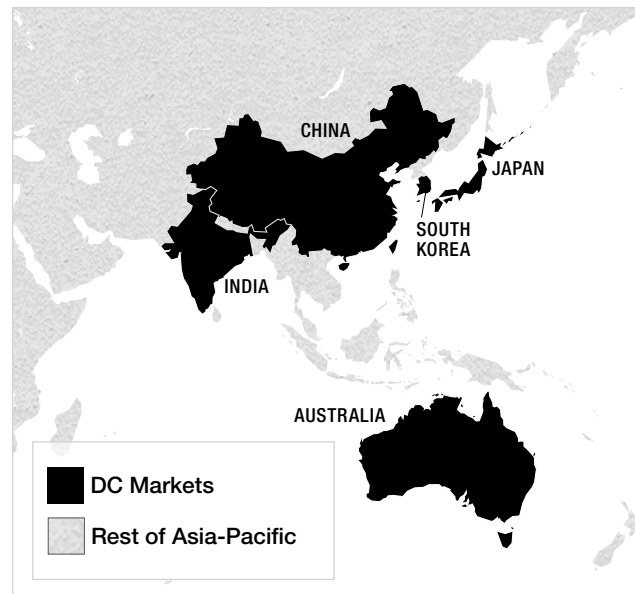 CHINA
JAPAN
SOUTH
KOREA
INDIA
AUSTRALIA
DC Markets
Rest of Asia-Pacific